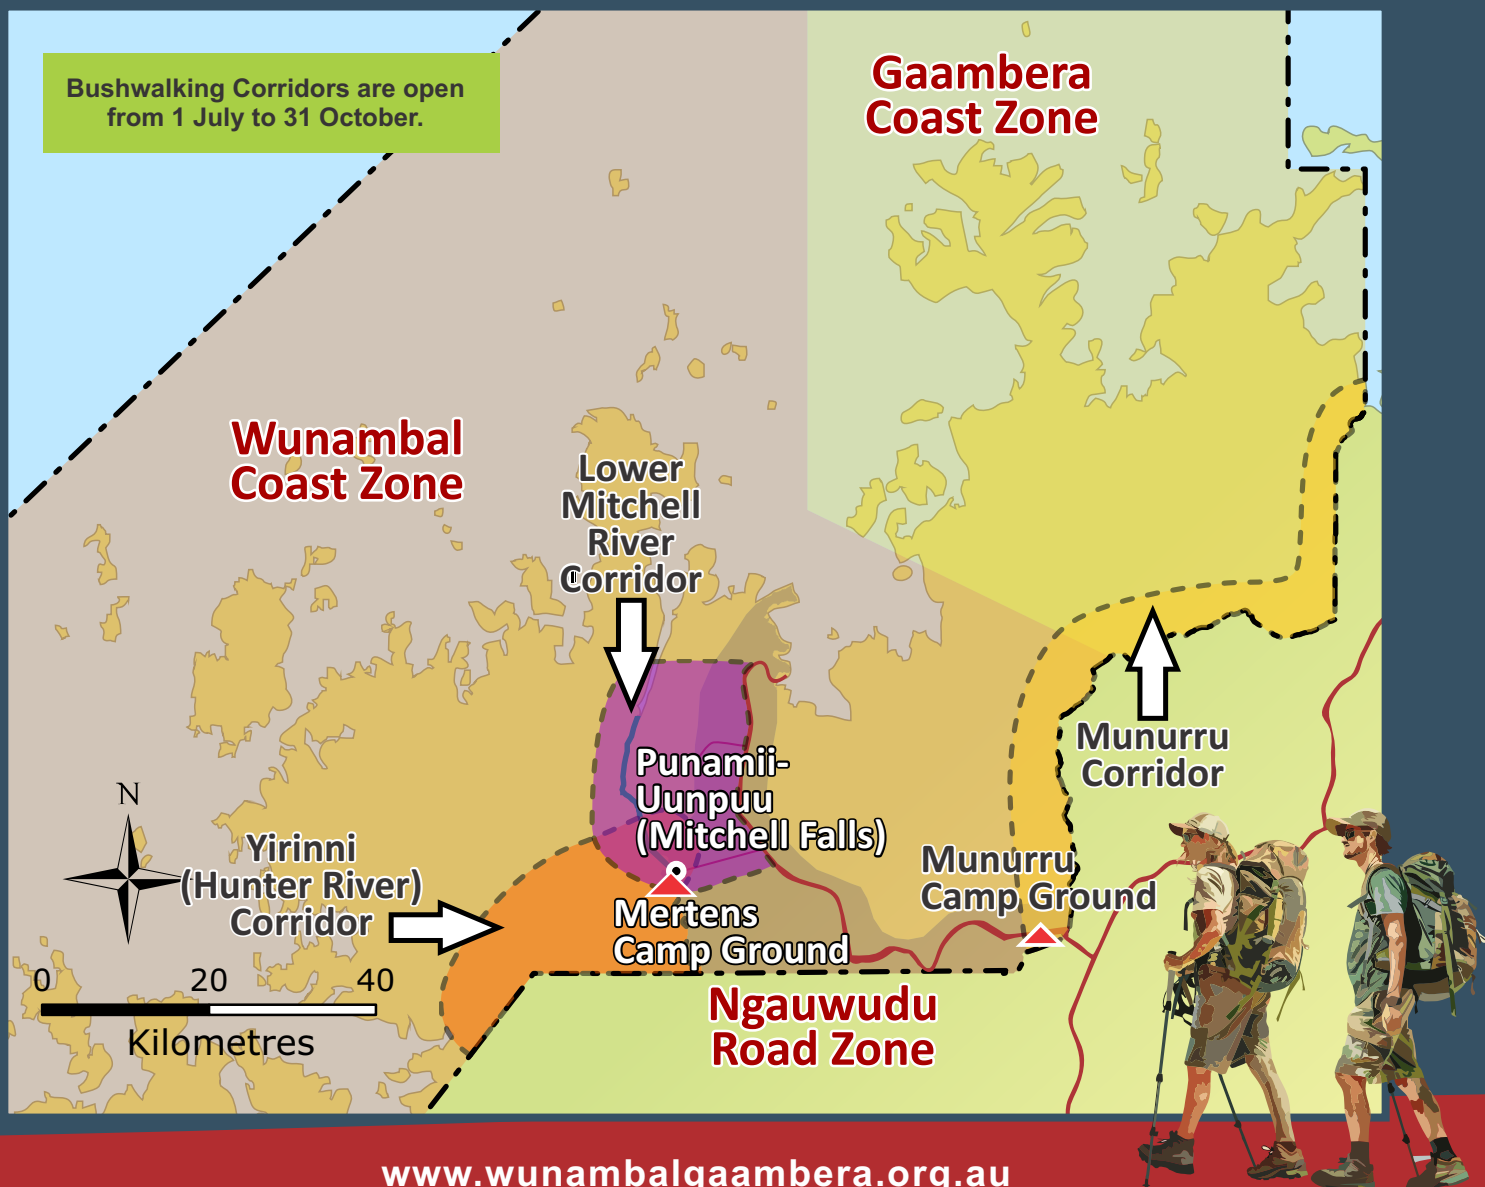 Bushwalking Corridors are open
from 1 July to 31 October.
Gaambera
Coast Zone
Wunambal
Coast Zone
Lower
Mitchell
River
Corridor
Munurru
Corridor
Punamii-
Uunpuu
(Mitchell Falls)
N
Yirinni
(Hunter River)
Corridor
Munurru
Camp Ground
Mertens
Camp Ground
0 20 40
Kilometres
Ngauwudu
Road Zone
www.wunambalgaambera.org.au